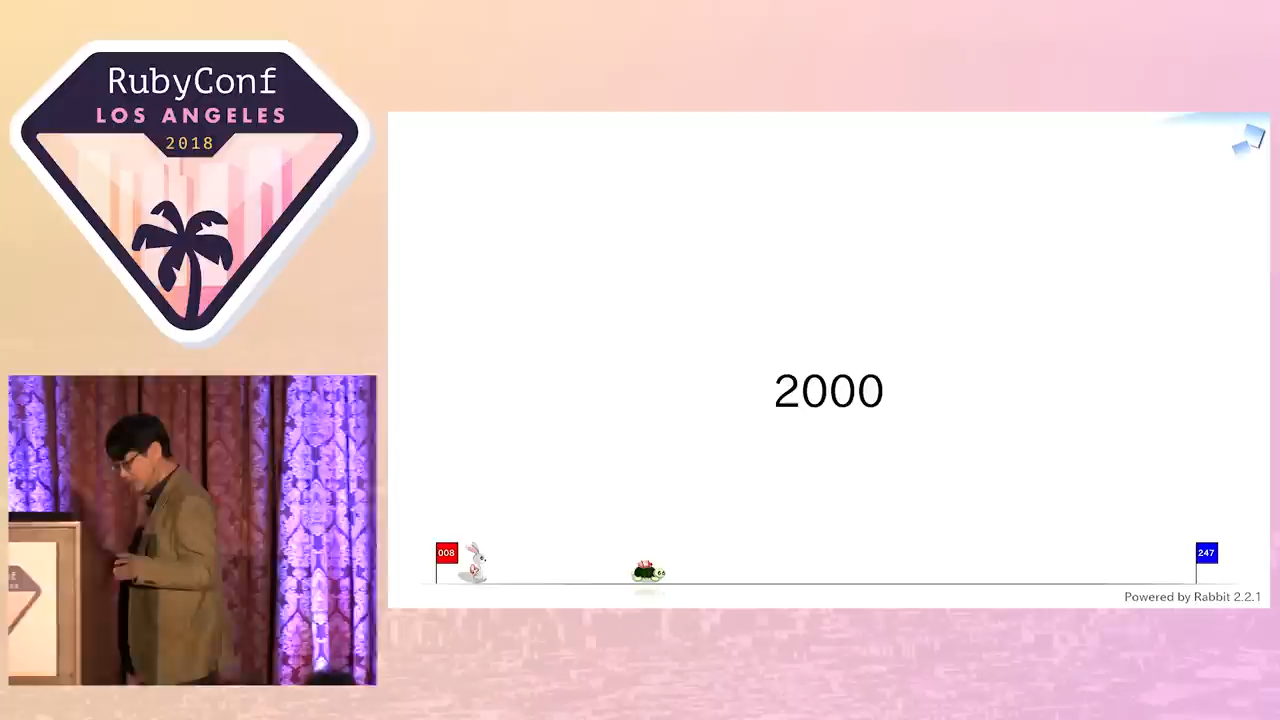 RubyConf
LOS ANGELES
2018
2000
008
247
Powered by Rabbit 2.2.1